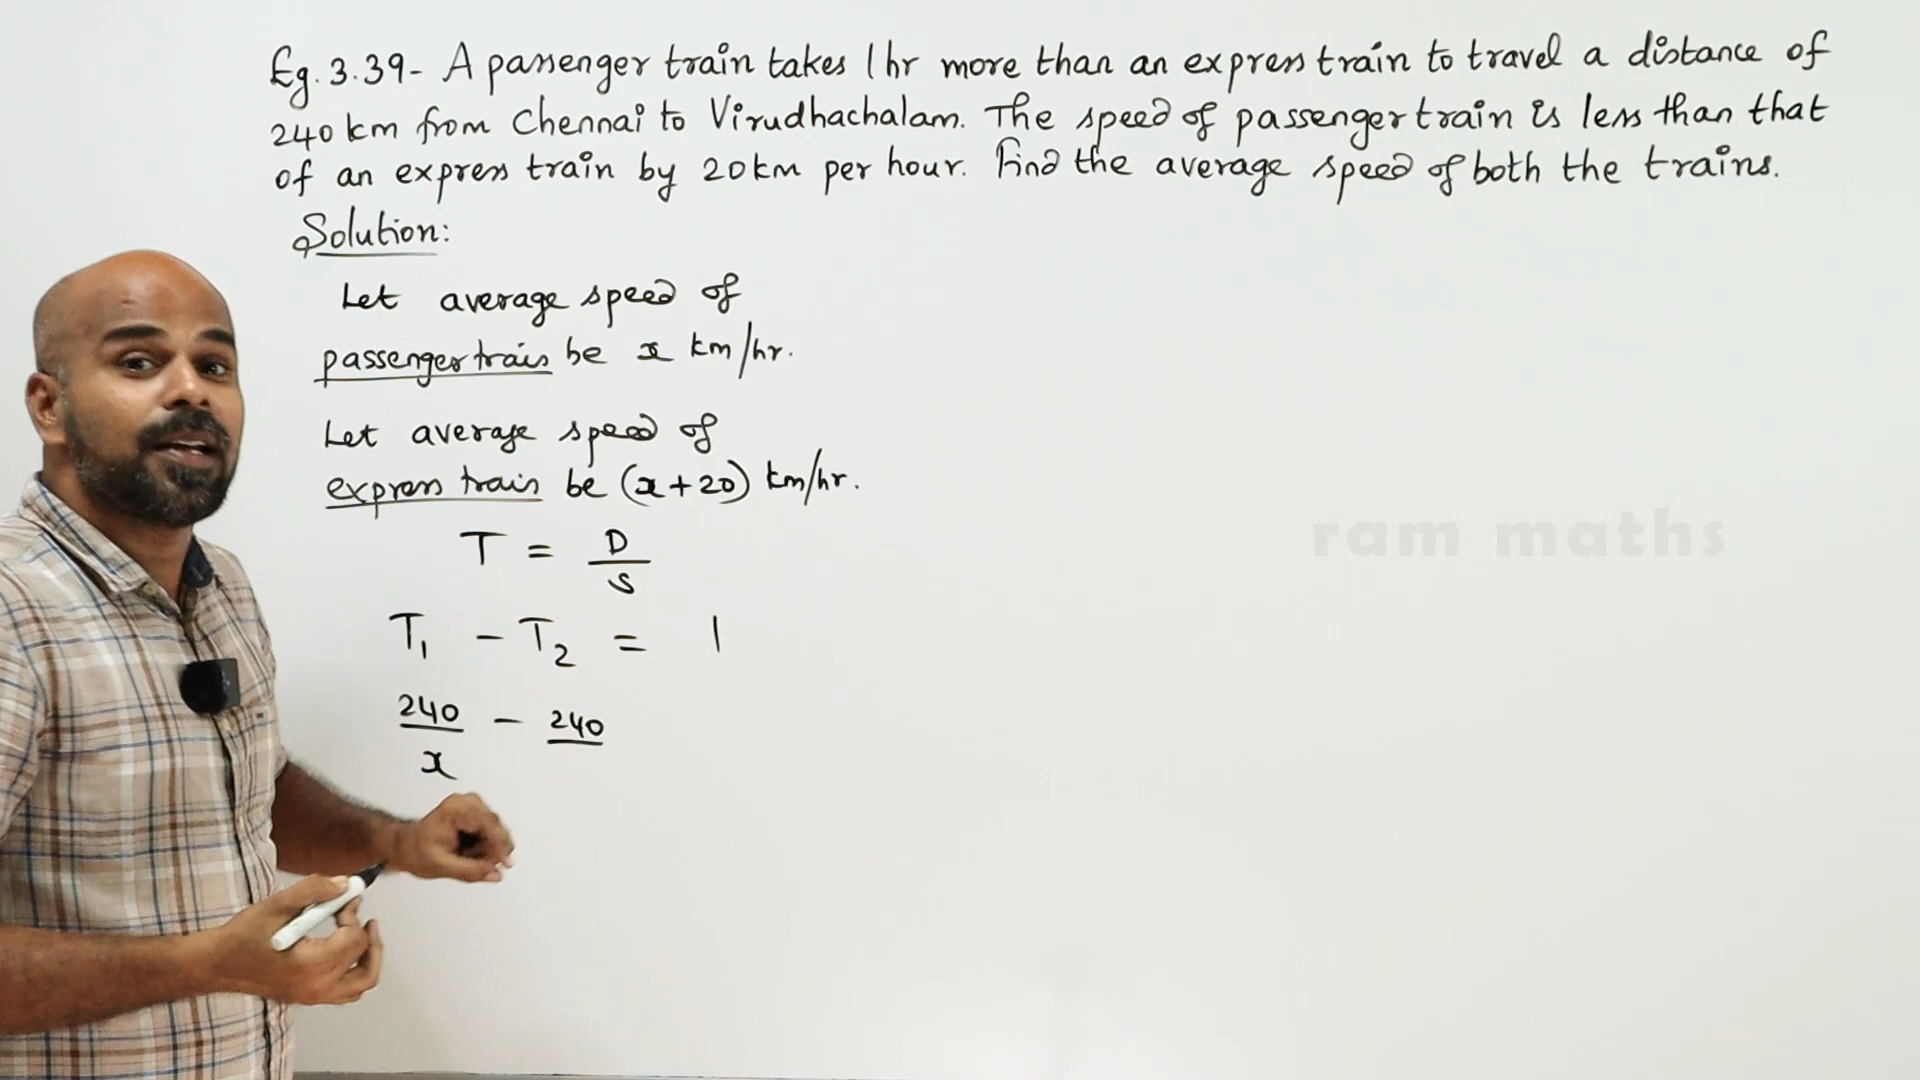 Eg. 3.39- A passenger train takes 1 hr more than an express train to travel a distance of
240 km from Chennai to Virudhachalam. The speed of passenger train is less than that
of an express train by 20 km per hour. Find the average speed of both the trains.
Solution:
Let average speed of
passenger train be x km/hr.
Let average speed of
express train be (x+20) km/hr.
T = D/S
T₁ - T₂ = 1
240/x - 240
ram maths